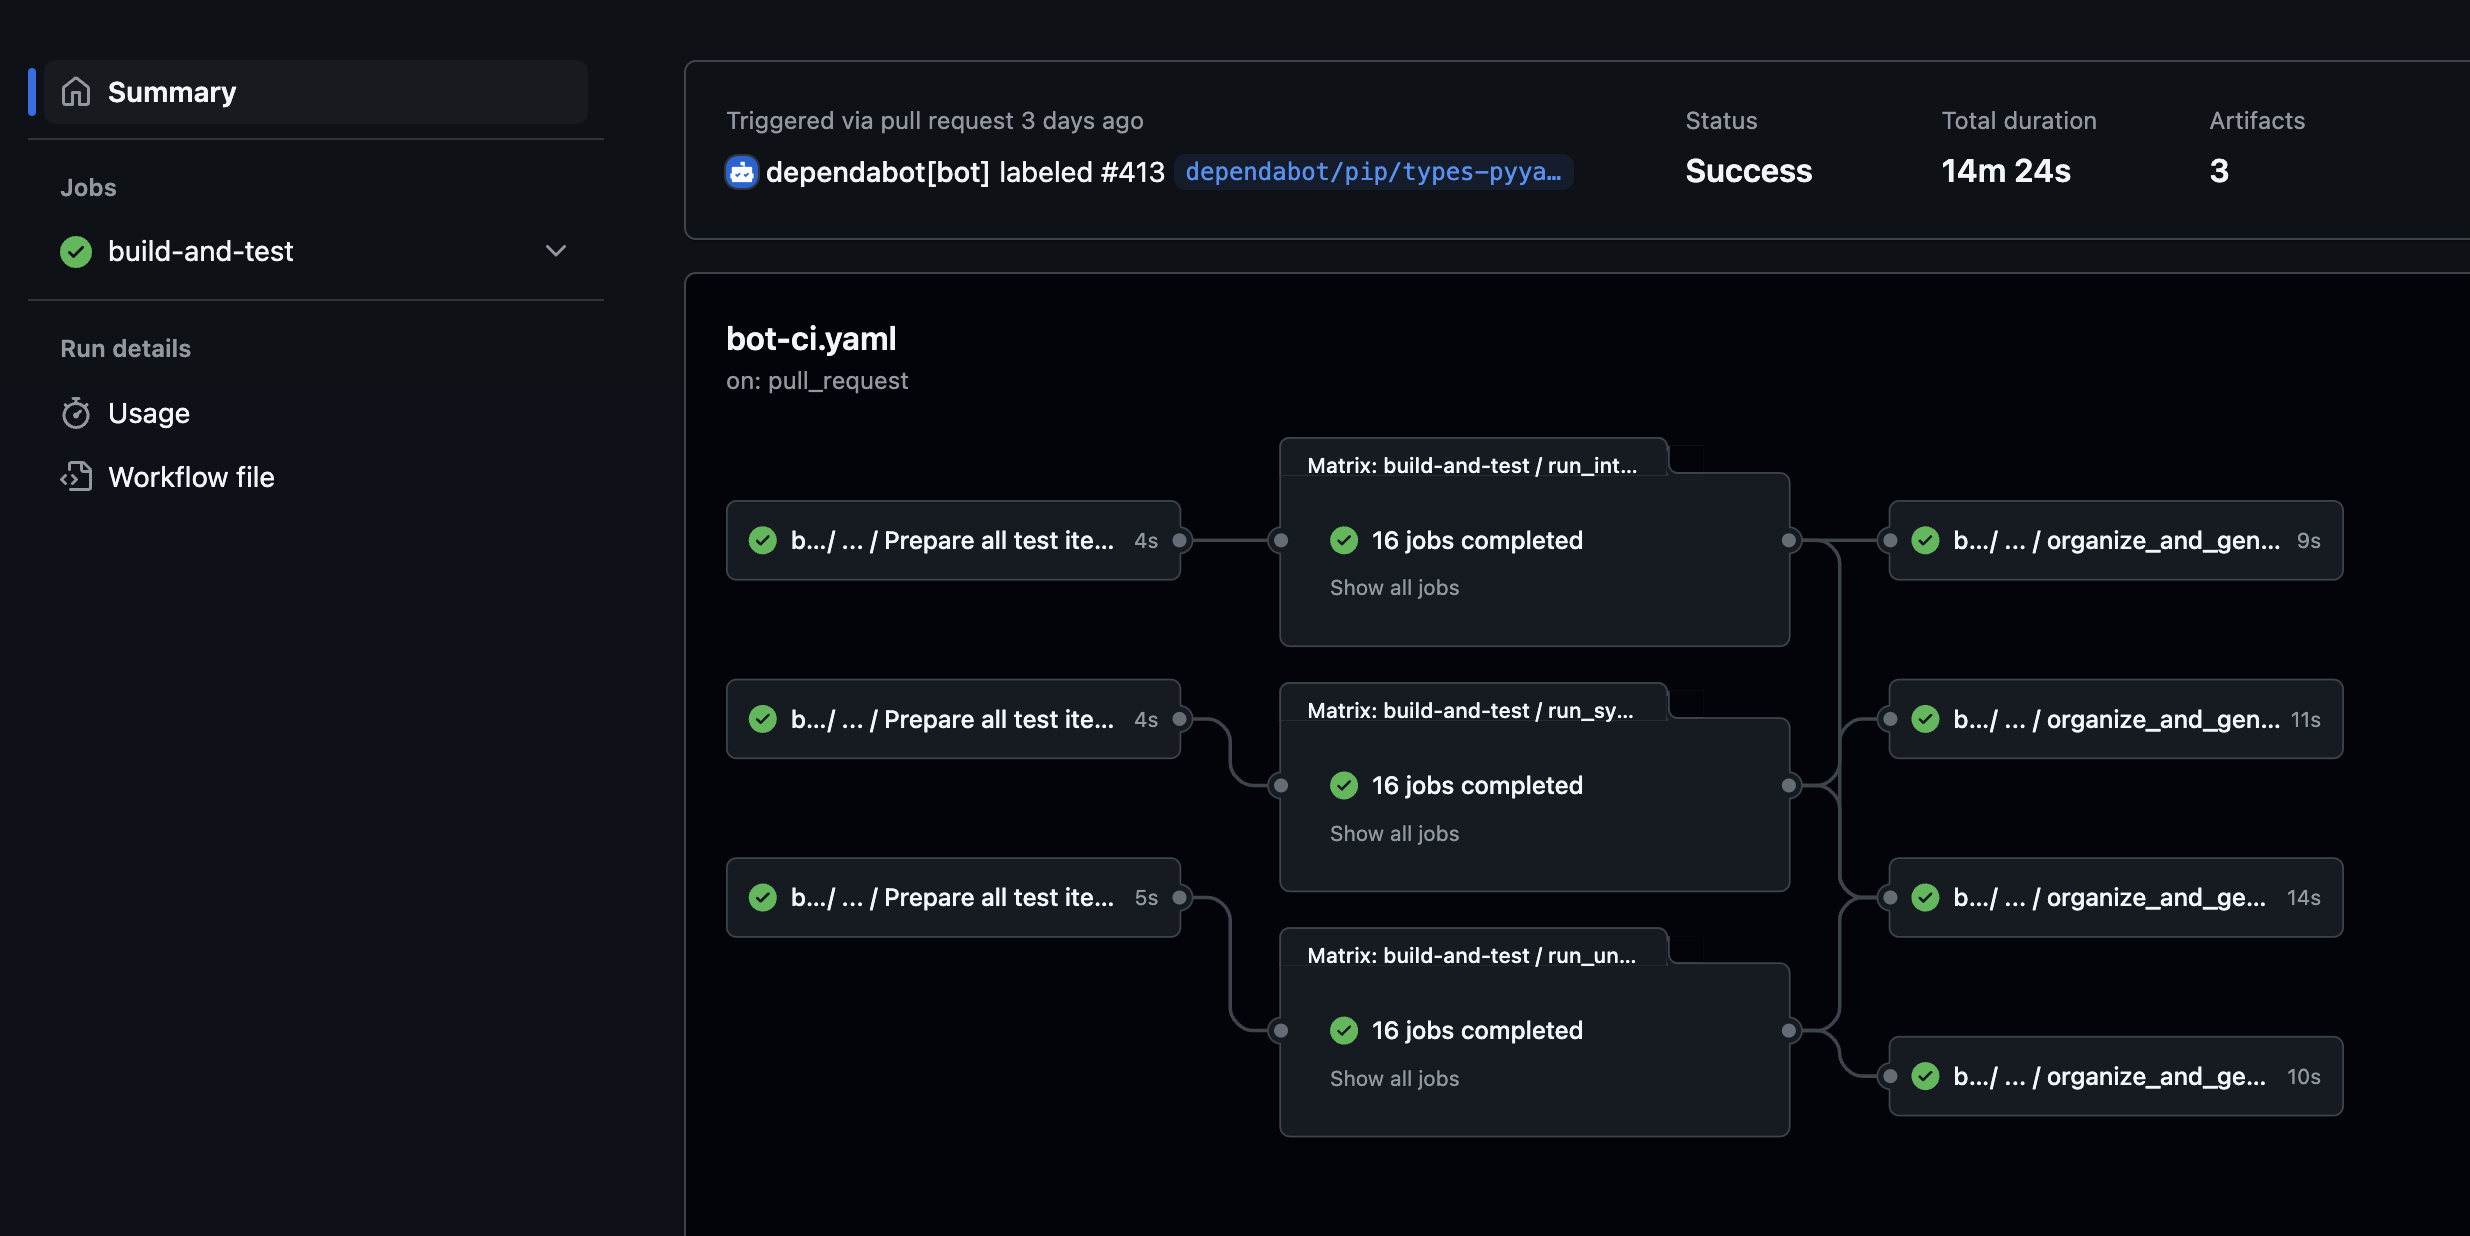 Summary
Jobs
build-and-test
Run details
Usage
Workflow file
Triggered via pull request 3 days ago
dependabot[bot] labeled #413 dependabot/pip/types-pyya…
Status
Success
Total duration
14m 24s
Artifacts
3
bot-ci.yaml
on: pull_request
b.../ ... / Prepare all test ite... 4s
b.../ ... / Prepare all test ite... 4s
b.../ ... / Prepare all test ite... 5s
Matrix: build-and-test / run_int...
16 jobs completed
Show all jobs
Matrix: build-and-test / run_sy...
16 jobs completed
Show all jobs
Matrix: build-and-test / run_un...
16 jobs completed
Show all jobs
b.../ ... / organize_and_gen... 9s
b.../ ... / organize_and_gen... 11s
b.../ ... / organize_and_ge... 14s
b.../ ... / organize_and_ge... 10s